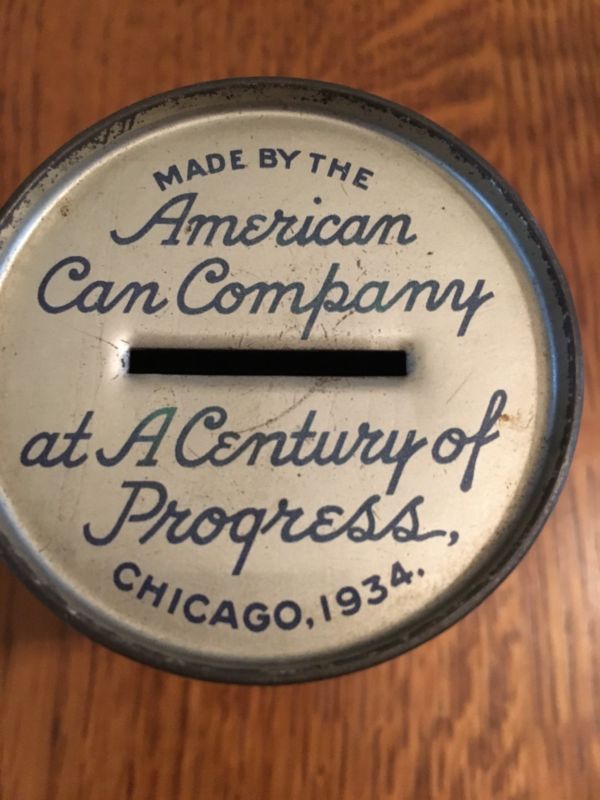 MADE BY THE
American
Can Company
at A Century of
Progress,
CHICAGO, 1934.